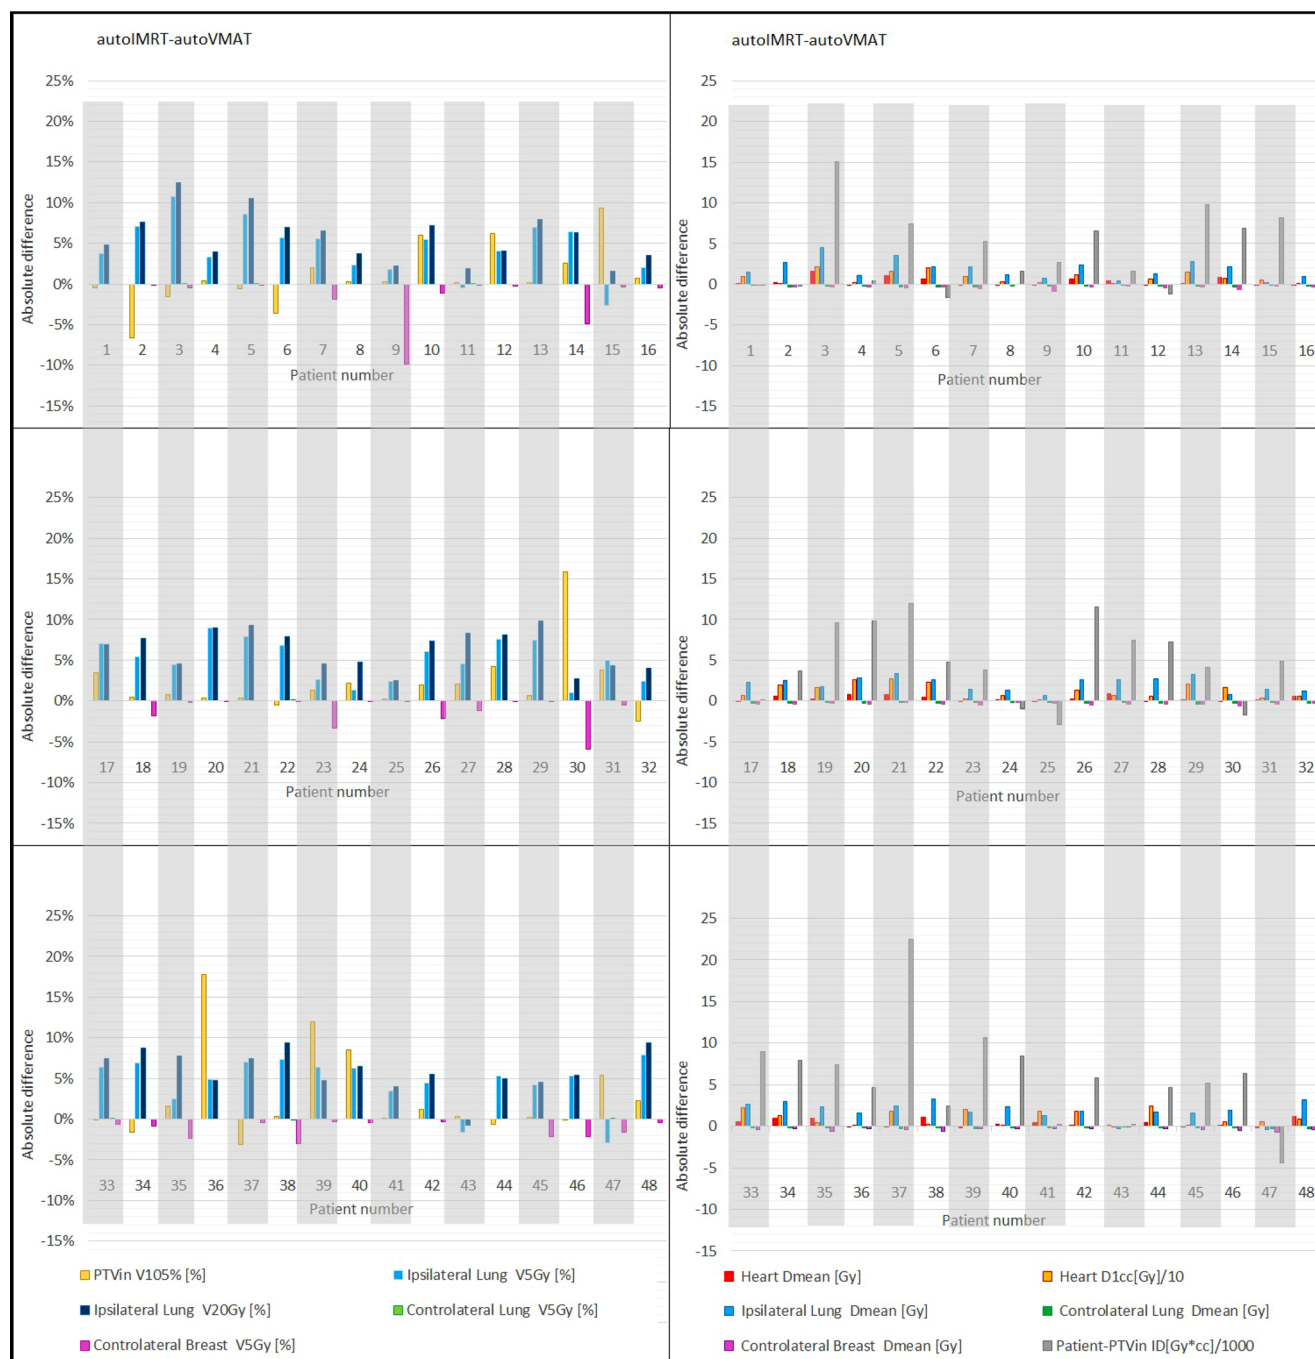 autoIMRT-autoVMAT
25%
20%
15%
10%
5%
0%
-5%
-10%
-15%
Absolute difference
1 2 3 4 5 6 7 8 9 10 11 12 13 14 15 16
Patient number
autoIMRT-autoVMAT
25
20
15
10
5
0
-5
-10
-15
Absolute difference
1 2 3 4 5 6 7 8 9 10 11 12 13 14 15 16
Patient number
25%
20%
15%
10%
5%
0%
-5%
-10%
-15%
Absolute difference
17 18 19 20 21 22 23 24 25 26 27 28 29 30 31 32
Patient number
25
20
15
10
5
0
-5
-10
-15
Absolute difference
17 18 19 20 21 22 23 24 25 26 27 28 29 30 31 32
Patient number
25%
20%
15%
10%
5%
0%
-5%
-10%
-15%
Absolute difference
33 34 35 36 37 38 39 40 41 42 43 44 45 46 47 48
Patient number
25
20
15
10
5
0
-5
-10
-15
Absolute difference
33 34 35 36 37 38 39 40 41 42 43 44 45 46 47 48
Patient number
PTVin V105% [%]
Ipsilateral Lung V5Gy [%]
Ipsilateral Lung V20Gy [%]
Controlateral Lung V5Gy [%]
Controlateral Breast V5Gy [%]
Heart Dmean [Gy]
Heart D1cc[Gy]/10
Ipsilateral Lung Dmean [Gy]
Controlateral Lung Dmean [Gy]
Controlateral Breast Dmean [Gy]
Patient-PTVin ID[Gy*cc]/1000